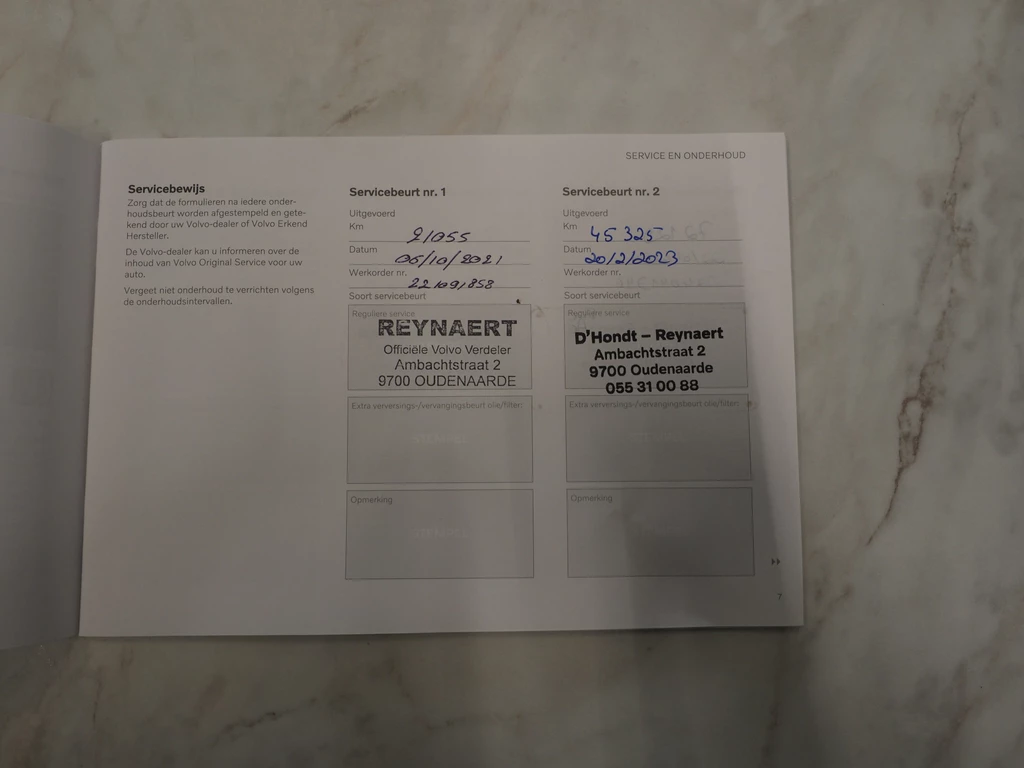 SERVICE EN ONDERHOUD
Servicebewijs
Zorg dat de formulieren na iedere onder-
houdsbeurt worden afgestempeld en gete-
kend door uw Volvo-dealer of Volvo Erkend
Hersteller.
De Volvo-dealer kan u informeren over de
inhoud van Volvo Original Service voor uw
auto.
Vergeet niet onderhoud te verrichten volgens
de onderhoudsintervallen.
Servicebeurt nr. 1
Uitgevoerd
Km 21055
Datum 06/10/2021
Werkorder nr. 221091858
Soort servicebeurt
Reguliere service
REYNAERT
Officiële Volvo Verdeler
Ambachtstraat 2
9700 OUDENAARDE
Extra verversings-/vervangingsbeurt olie/filter:
STEMPEL
Opmerking
STEMPEL
Servicebeurt nr. 2
Uitgevoerd
Km 45325
Datum 20/2/2023
Werkorder nr.
Soort servicebeurt
Reguliere service
D'Hondt – Reynaert
Ambachtstraat 2
9700 Oudenaarde
055 31 00 88
Extra verversings-/vervangingsbeurt olie/filter:
STEMPEL
Opmerking
7